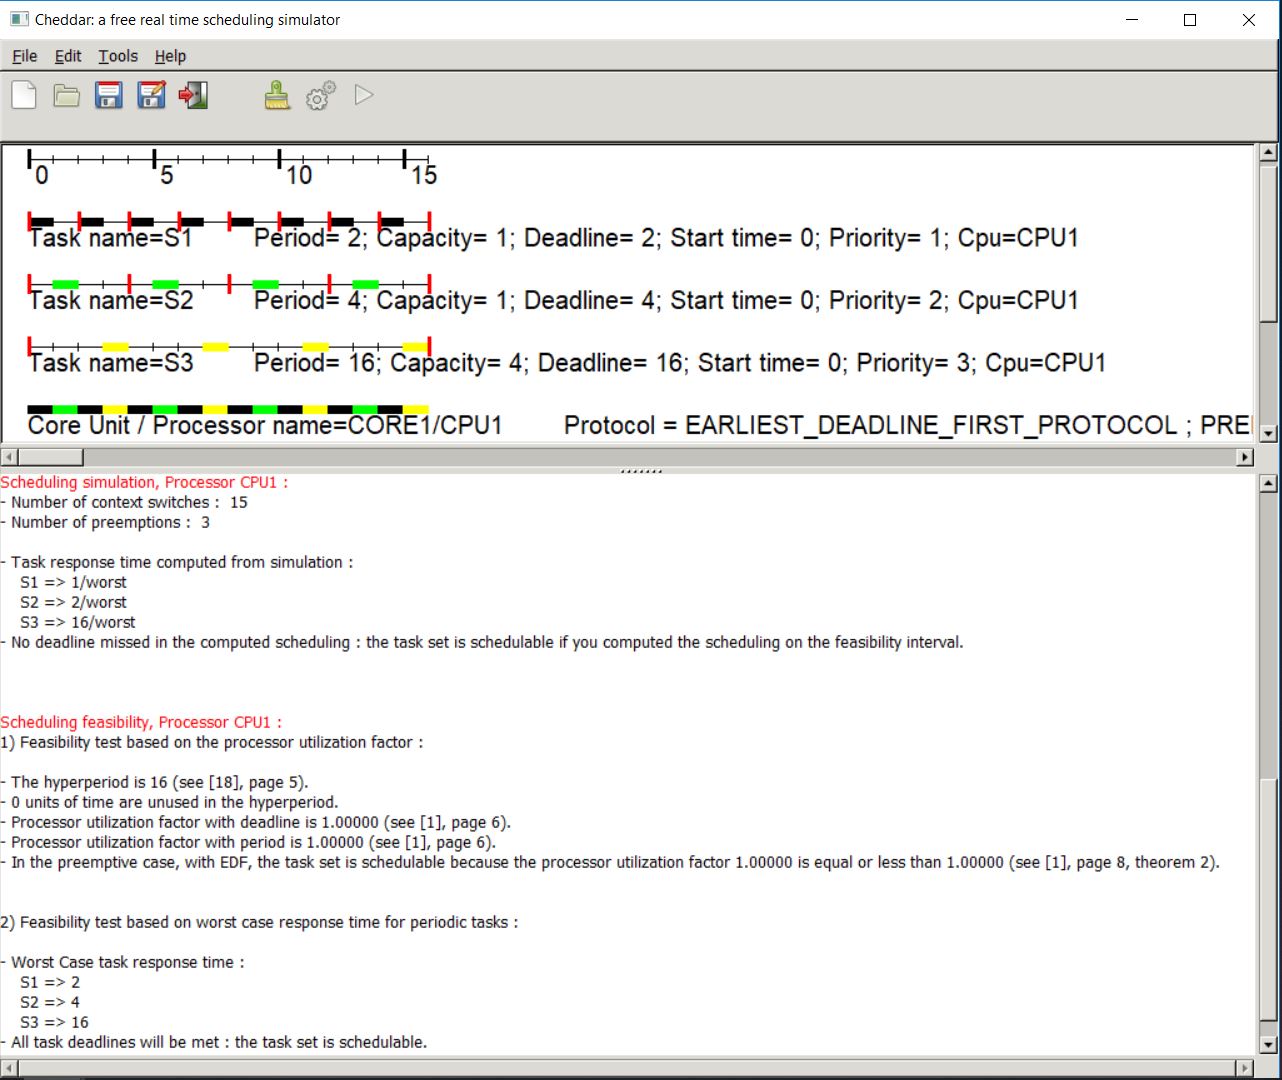 Cheddar: a free real time scheduling simulator
File Edit Tools Help
0 5 10 15
Task name=S1 Period= 2; Capacity= 1; Deadline= 2; Start time= 0; Priority= 1; Cpu=CPU1
Task name=S2 Period= 4; Capacity= 1; Deadline= 4; Start time= 0; Priority= 2; Cpu=CPU1
Task name=S3 Period= 16; Capacity= 4; Deadline= 16; Start time= 0; Priority= 3; Cpu=CPU1
Core Unit / Processor name=CORE1/CPU1 Protocol = EARLIEST_DEADLINE_FIRST_PROTOCOL ; PREI
Scheduling simulation, Processor CPU1 :
- Number of context switches : 15
- Number of preemptions : 3
- Task response time computed from simulation :
S1 => 1/worst
S2 => 2/worst
S3 => 16/worst
- No deadline missed in the computed scheduling : the task set is schedulable if you computed the scheduling on the feasibility interval.
Scheduling feasibility, Processor CPU1 :
1) Feasibility test based on the processor utilization factor :
- The hyperperiod is 16 (see [18], page 5).
- 0 units of time are unused in the hyperperiod.
- Processor utilization factor with deadline is 1.00000 (see [1], page 6).
- Processor utilization factor with period is 1.00000 (see [1], page 6).
- In the preemptive case, with EDF, the task set is schedulable because the processor utilization factor 1.00000 is equal or less than 1.00000 (see [1], page 8, theorem 2).
2) Feasibility test based on worst case response time for periodic tasks :
- Worst Case task response time :
S1 => 2
S2 => 4
S3 => 16
- All task deadlines will be met : the task set is schedulable.